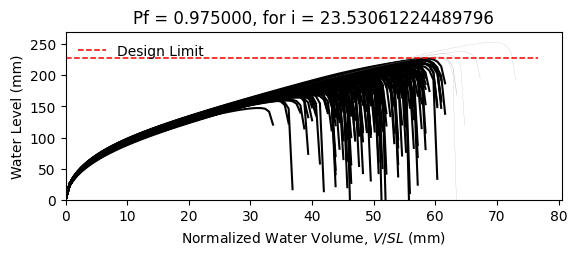 Pf = 0.975000, for i = 23.53061224489796
Design Limit
Water Level (mm)
250
200
150
100
50
0
0 10 20 30 40 50 60 70 80
Normalized Water Volume, V/SL (mm)